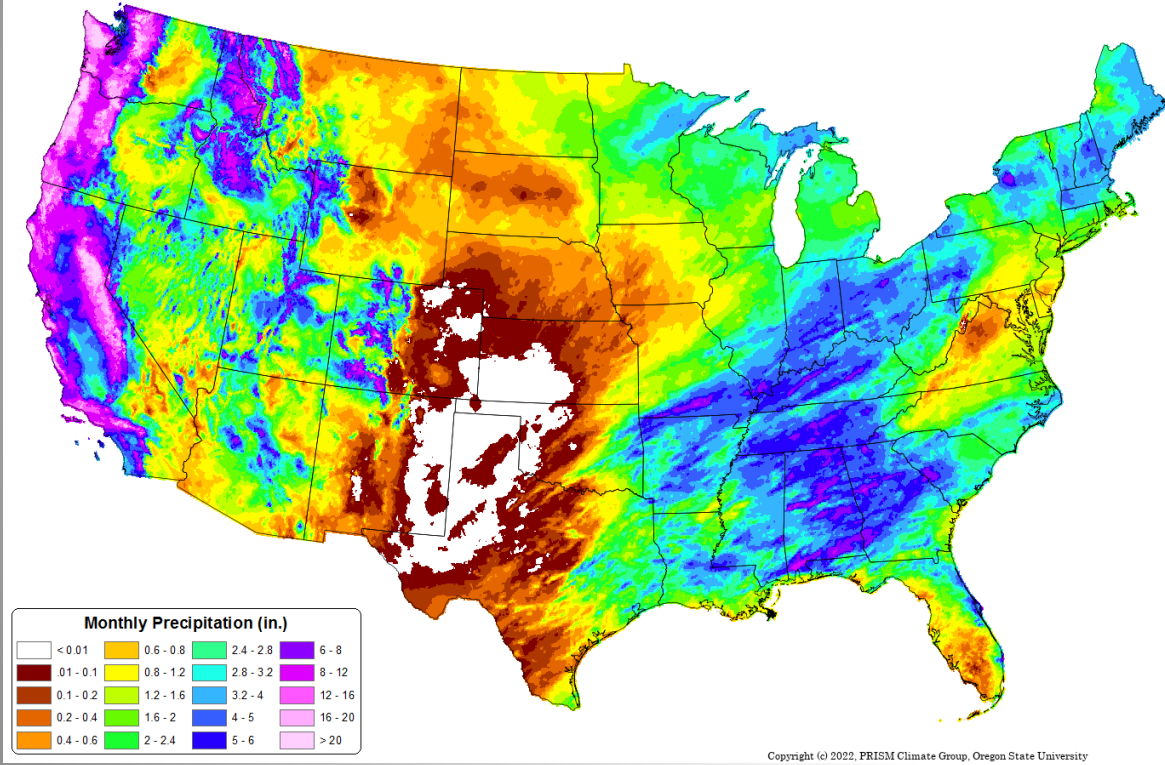 Monthly Precipitation (in.)
< 0.01 0.6 - 0.8 2.4 - 2.8 6 - 8
.01 - 0.1 0.8 - 1.2 2.8 - 3.2 8 - 12
0.1 - 0.2 1.2 - 1.6 3.2 - 4 12 - 16
0.2 - 0.4 1.6 - 2 4 - 5 16 - 20
0.4 - 0.6 2 - 2.4 5 - 6 > 20
Copyright (c) 2022, PRISM Climate Group, Oregon State University